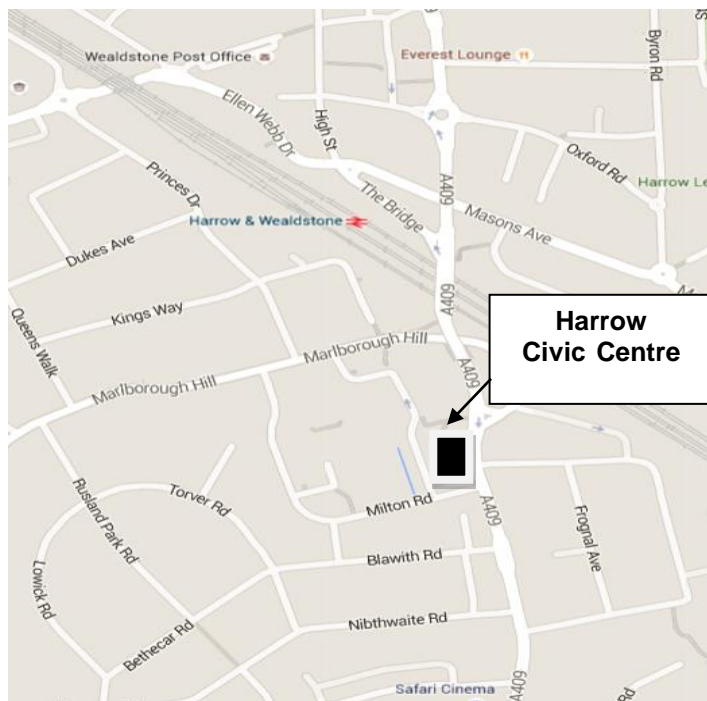 Wealdstone Post Office
Everest Lounge
Byron Rd
Ellen Webb Dr
High St
Oxford Rd
Princes Dr
The Bridge
A409
Harrow Le
Harrow & Wealdstone
Masons Ave
Dukes Ave
A409
Kings Way
Queens Walk
Marlborough Hill
A409
Harrow
Civic Centre
Marlborough Hill
Rusland Park Rd
Torver Rd
Milton Rd
A409
Frognal Ave
Blawith Rd
Lowick Rd
Nibthwaite Rd
Bethecar Rd
Safari Cinema
A409
Rd